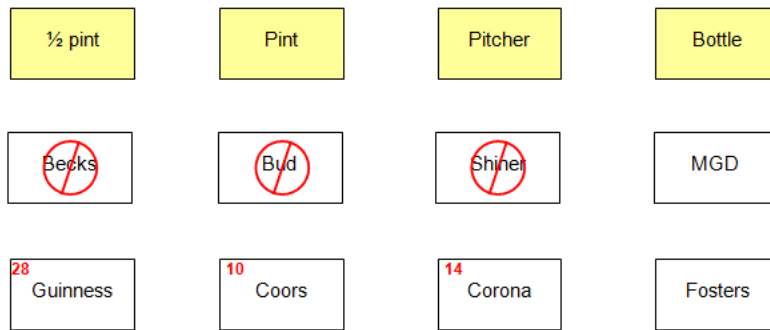 ½ pint Pint Pitcher Bottle
Becks Bud Shiner MGD
28 10 14
Guinness Coors Corona Fosters